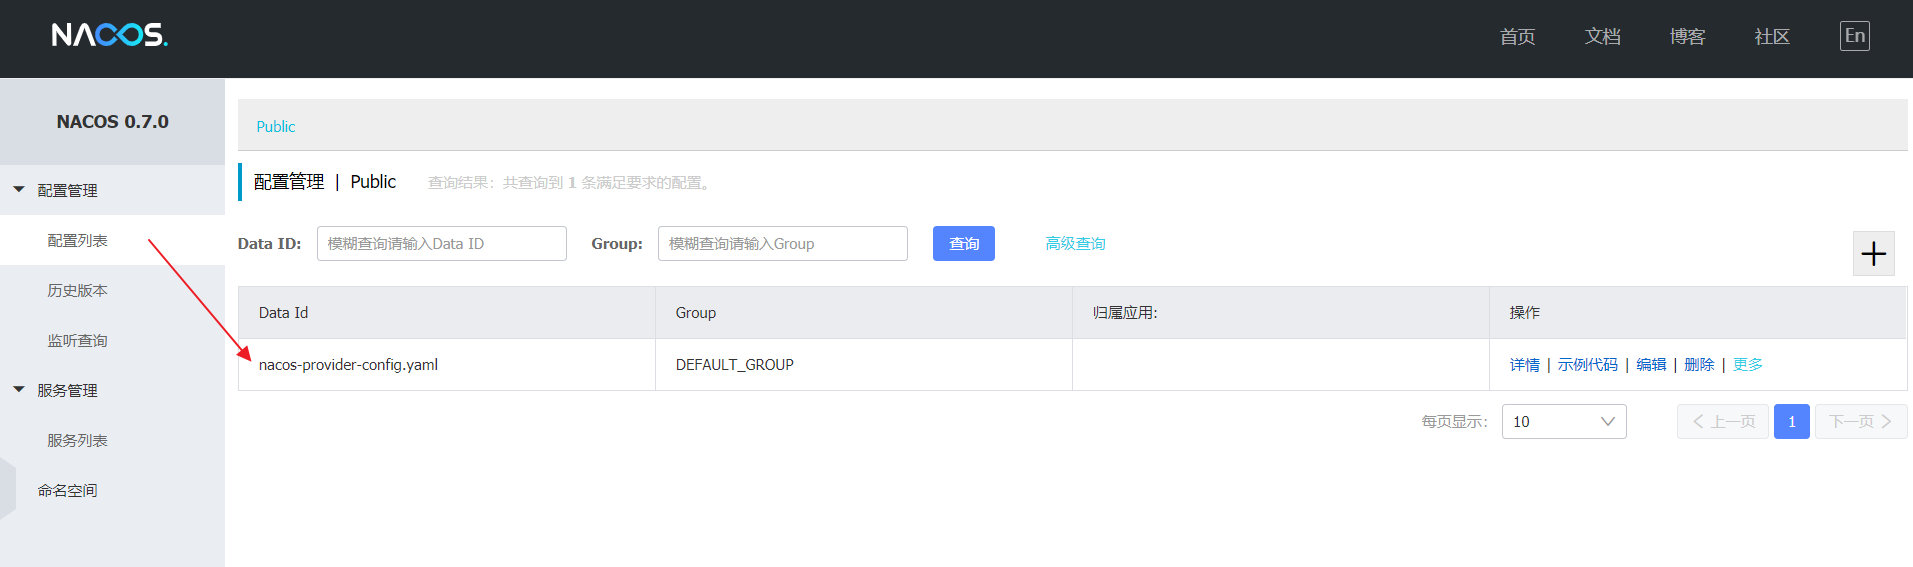 NACOS.
首页 文档 博客 社区 En
NACOS 0.7.0
配置管理
配置列表
历史版本
监听查询
服务管理
服务列表
命名空间
Public
配置管理 | Public 查询结果：共查询到 1 条满足要求的配置。
Data ID: 模糊查询请输入Data ID Group: 模糊查询请输入Group 查询 高级查询
Data Id Group 归属应用: 操作
nacos-provider-config.yaml DEFAULT_GROUP 详情 | 示例代码 | 编辑 | 删除 | 更多
每页显示: 10 上一页 1 下一页